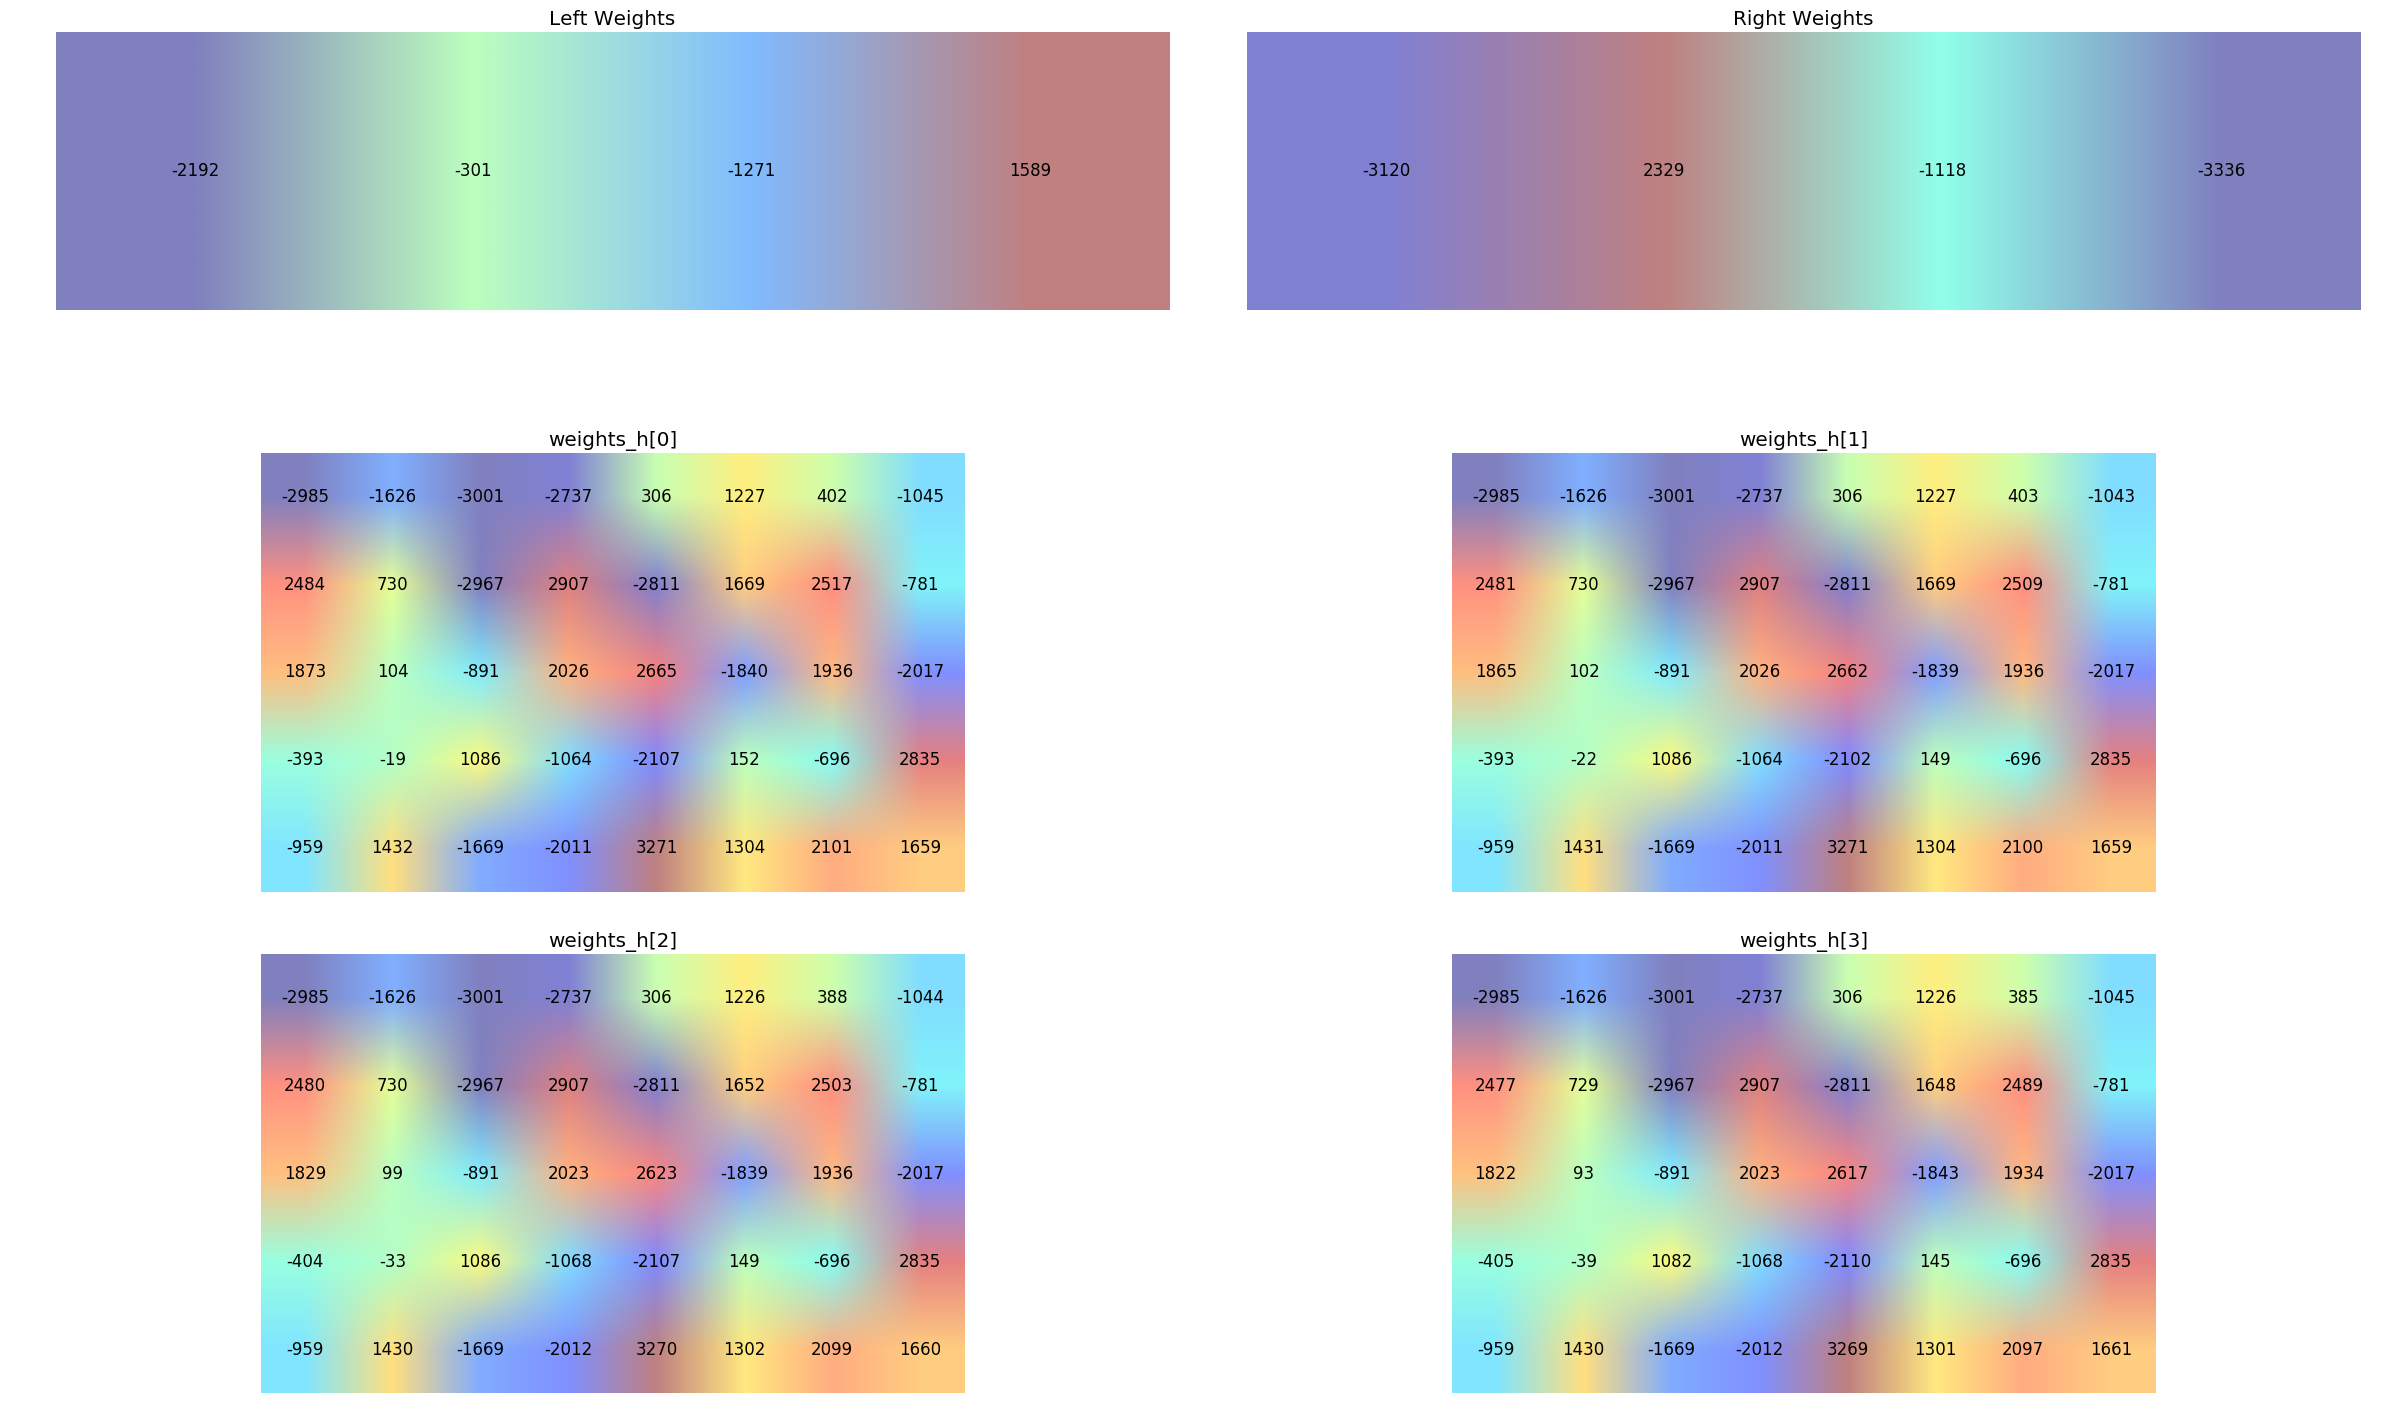 Left Weights
-2192 -301 -1271 1589
Right Weights
-3120 2329 -1118 -3336
weights_h[0]
-2985 -1626 -3001 -2737 306 1227 402 -1045
2484 730 -2967 2907 -2811 1669 2517 -781
1873 104 -891 2026 2665 -1840 1936 -2017
-393 -19 1086 -1064 -2107 152 -696 2835
-959 1432 -1669 -2011 3271 1304 2101 1659
weights_h[1]
-2985 -1626 -3001 -2737 306 1227 403 -1043
2481 730 -2967 2907 -2811 1669 2509 -781
1865 102 -891 2026 2662 -1839 1936 -2017
-393 -22 1086 -1064 -2102 149 -696 2835
-959 1431 -1669 -2011 3271 1304 2100 1659
weights_h[2]
-2985 -1626 -3001 -2737 306 1226 388 -1044
2480 730 -2967 2907 -2811 1652 2503 -781
1829 99 -891 2023 2623 -1839 1936 -2017
-404 -33 1086 -1068 -2107 149 -696 2835
-959 1430 -1669 -2012 3270 1302 2099 1660
weights_h[3]
-2985 -1626 -3001 -2737 306 1226 385 -1045
2477 729 -2967 2907 -2811 1648 2489 -781
1822 93 -891 2023 2617 -1843 1934 -2017
-405 -39 1082 -1068 -2110 145 -696 2835
-959 1430 -1669 -2012 3269 1301 2097 1661